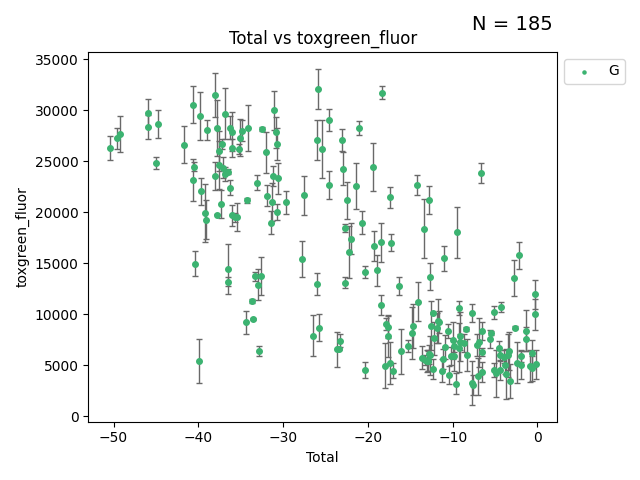 N = 185
Total vs toxgreen_fluor
G
toxgreen_fluor
35000
30000
25000
20000
15000
10000
5000
0
−50 −40 −30 −20 −10 0
Total